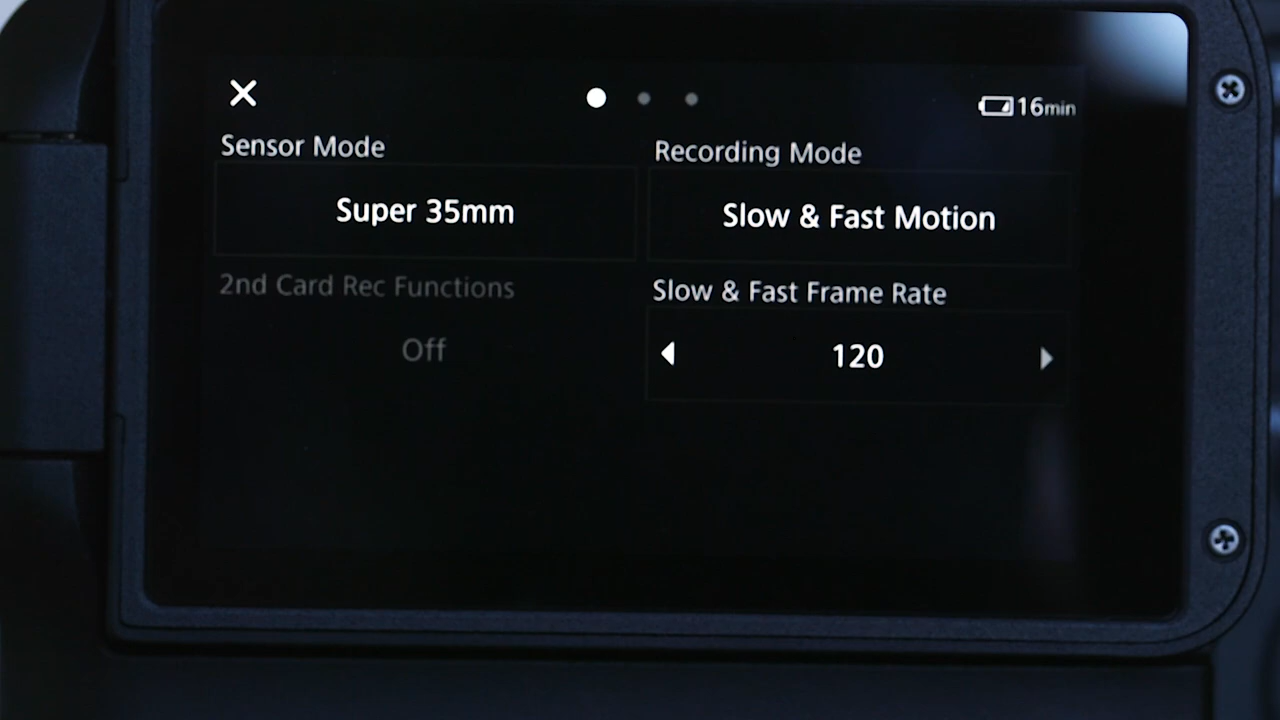 16min
Sensor Mode
Recording Mode
Super 35mm
Slow & Fast Motion
2nd Card Rec Functions
Slow & Fast Frame Rate
Off
120